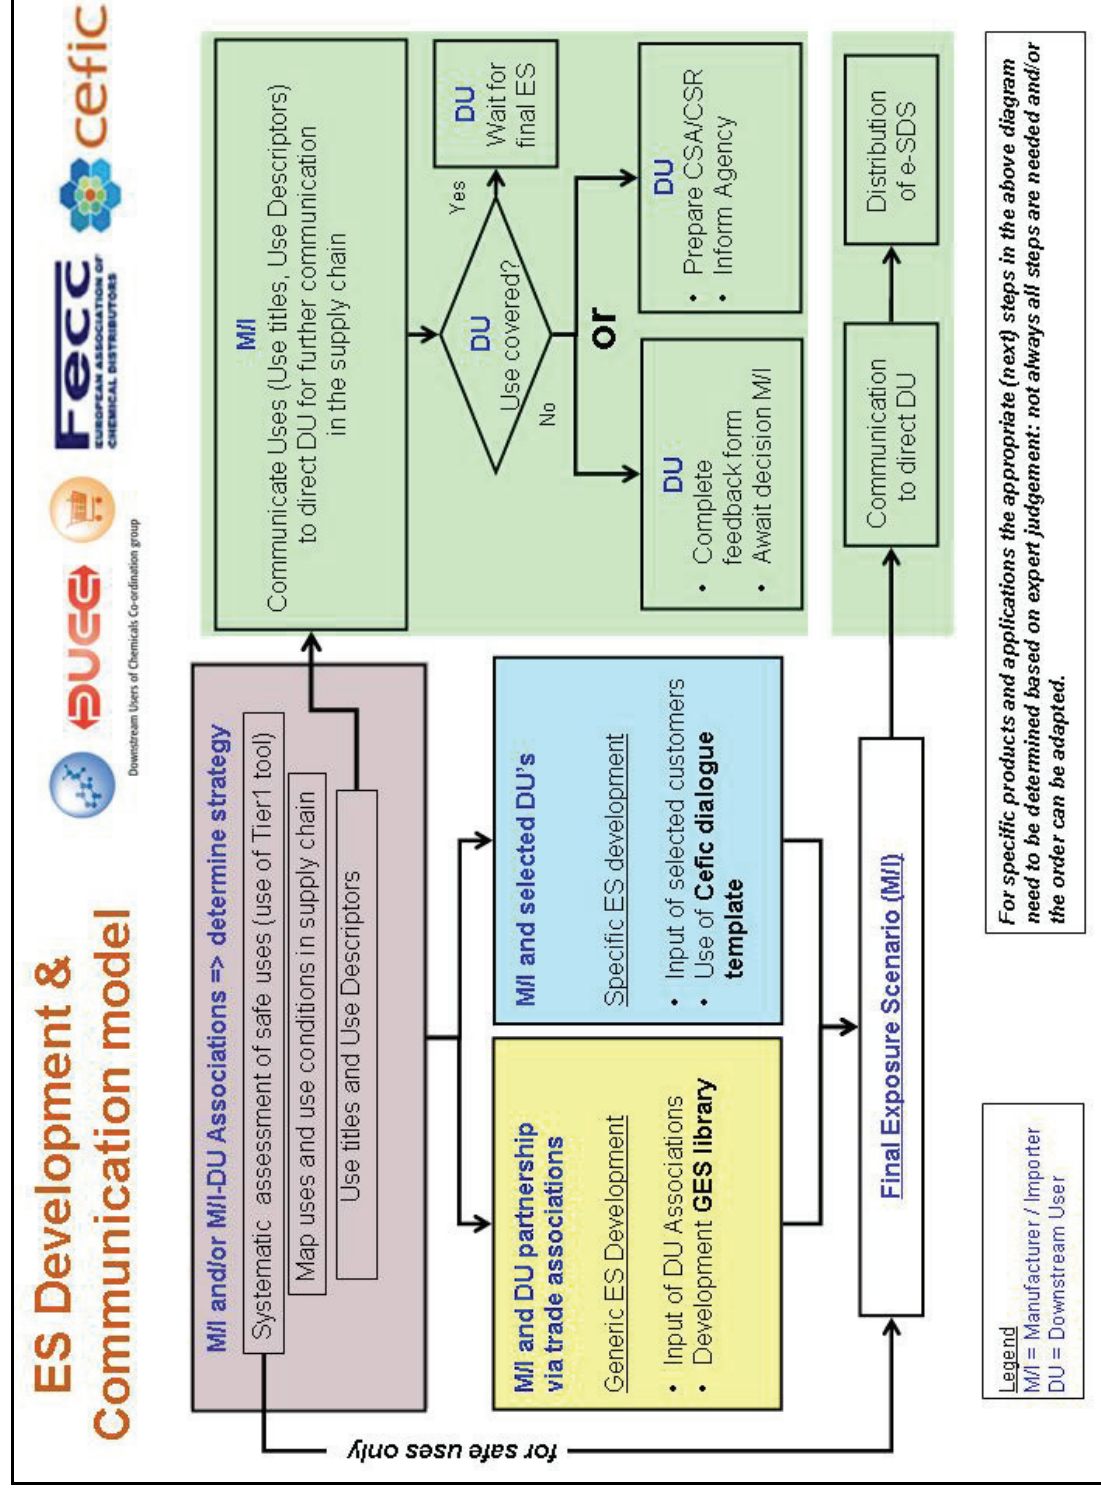 ES Development &
Communication model
DUCC
Downstream Users of Chemicals Co-ordination group
Fecc
EUROPEAN ASSOCIATION OF
CHEMICAL DISTRIBUTORS
cefic
M/I and/or M/I-DU Associations => determine strategy
Systematic assessment of safe uses (use of Tier1 tool)
Map uses and use conditions in supply chain
Use titles and Use Descriptors
for safe uses only
M/I and DU partnership
via trade associations
Generic ES Development
• Input of DU Associations
• Development GES library
M/I and selected DU's
Specific ES development
• Input of selected customers
• Use of Cefic dialogue
template
Final Exposure Scenario (M/I)
M/I
Communicate Uses (Use titles, Use Descriptors)
to direct DU for further communication
in the supply chain
DU
Use covered?
Yes
No
DU
Wait for
final ES
or
DU
• Complete
feedback form
• Await decision M/I
DU
• Prepare CSA/CSR
• Inform Agency
Communication
to direct DU
Distribution
of e-SDS
Legend
M/I = Manufacturer / Importer
DU = Downstream User
For specific products and applications the appropriate (next) steps in the above diagram
need to be determined based on expert judgement: not always all steps are needed and/or
the order can be adapted.